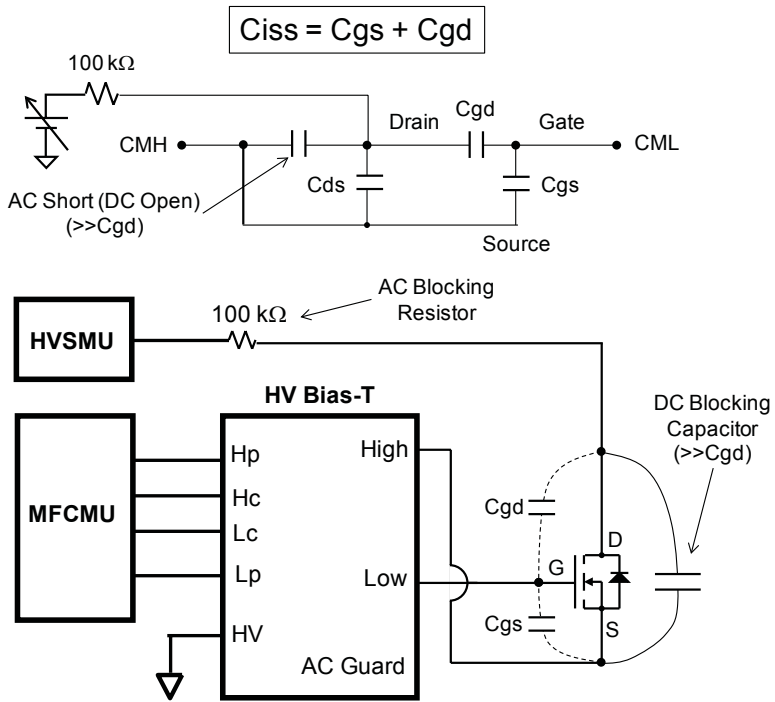 Ciss = Cgs + Cgd
100 kΩ
CMH
Drain
Cgd
Gate
CML
Cds
Cgs
AC Short (DC Open)
(>>Cgd)
Source
HVSMU
100 kΩ
AC Blocking
Resistor
HV Bias-T
DC Blocking
Capacitor
(>>Cgd)
MFCMU
Hp
Hc
Lc
Lp
HV
High
Low
AC Guard
Cgd
D
G
Cgs
S